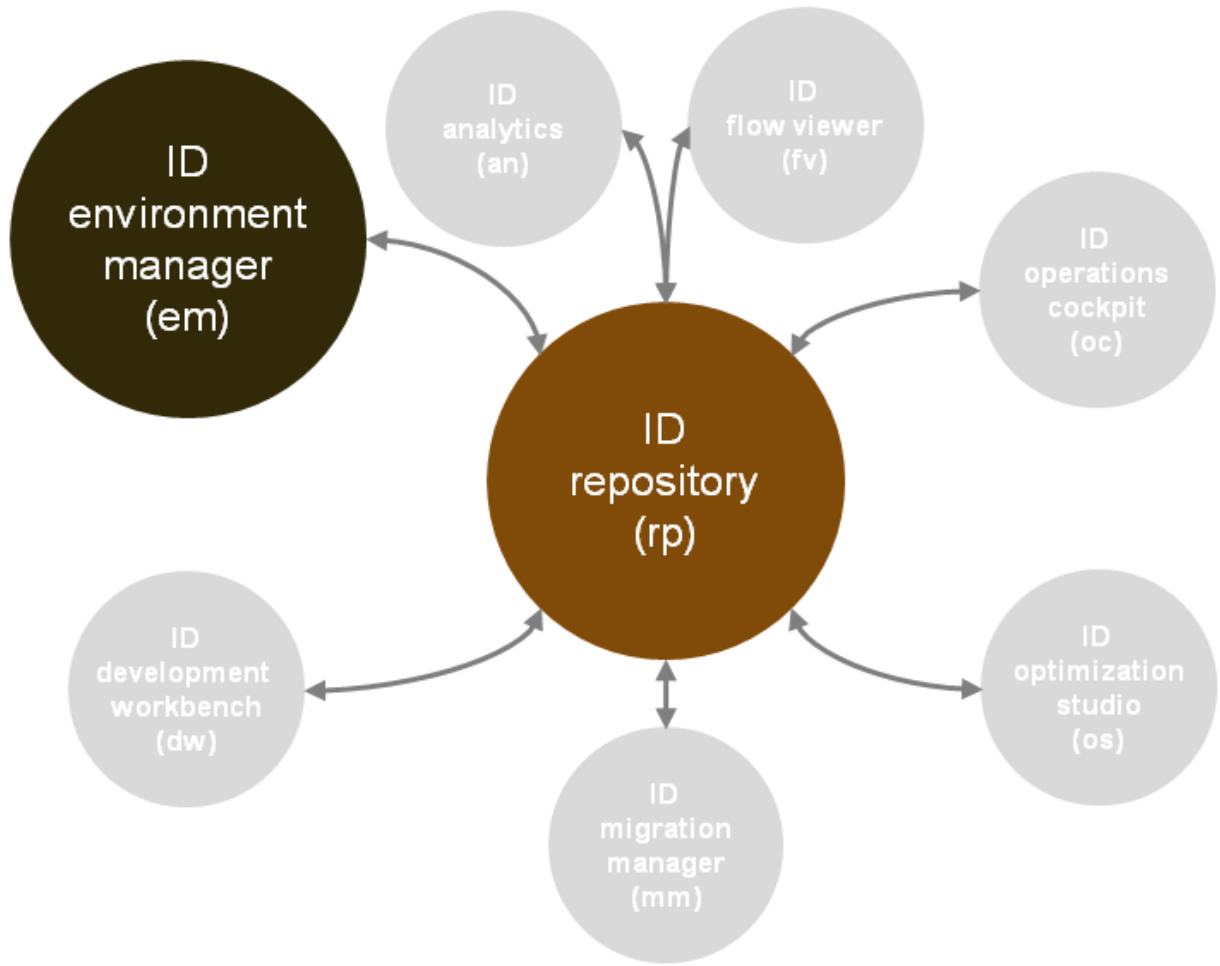 ID
environment
manager
(em)
ID
analytics
(an)
ID
flow viewer
(fv)
ID
operations
cockpit
(oc)
ID
repository
(rp)
ID
development
workbench
(dw)
ID
migration
manager
(mm)
ID
optimization
studio
(os)